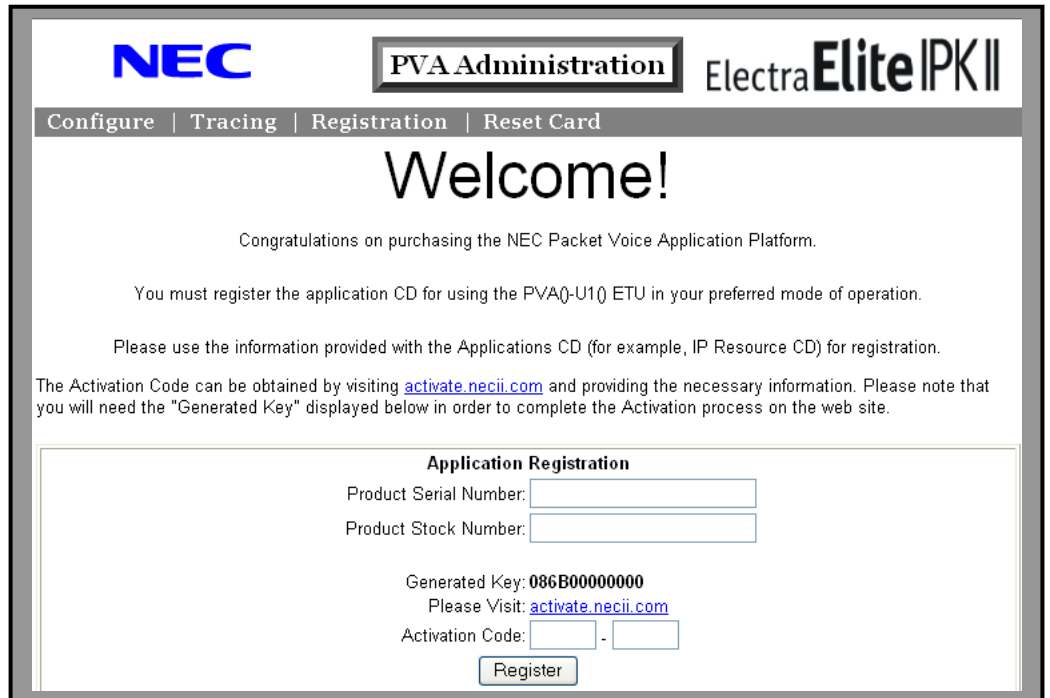 NEC
PVA Administration
ElectraEliteIPKII
Configure | Tracing | Registration | Reset Card
Welcome!
Congratulations on purchasing the NEC Packet Voice Application Platform.
You must register the application CD for using the PVA()-U1() ETU in your preferred mode of operation.
Please use the information provided with the Applications CD (for example, IP Resource CD) for registration.
The Activation Code can be obtained by visiting activate.necii.com and providing the necessary information. Please note that
you will need the "Generated Key" displayed below in order to complete the Activation process on the web site.
Application Registration
Product Serial Number:
Product Stock Number:
Generated Key: 086B00000000
Please Visit: activate.necii.com
Activation Code: -
Register